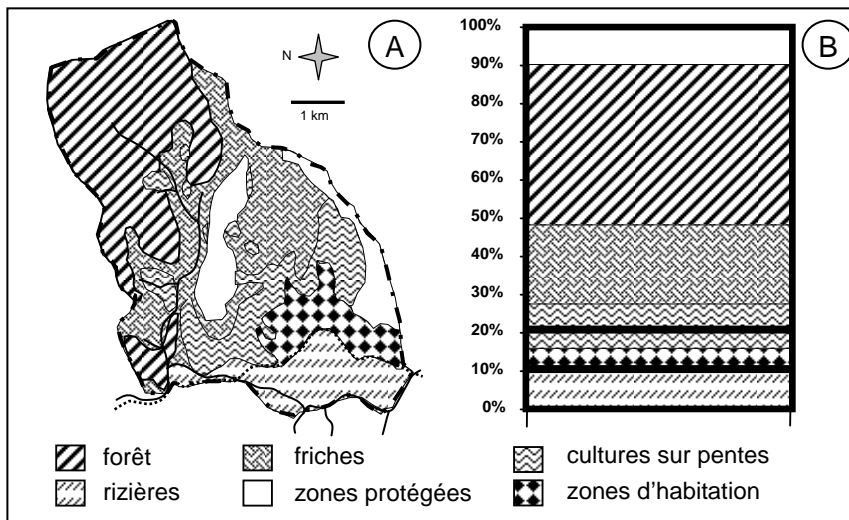 A
N
1 km
B
100%
90%
80%
70%
60%
50%
40%
30%
20%
10%
0%
forêt
friches
cultures sur pentes
rizières
zones protégées
zones d'habitation